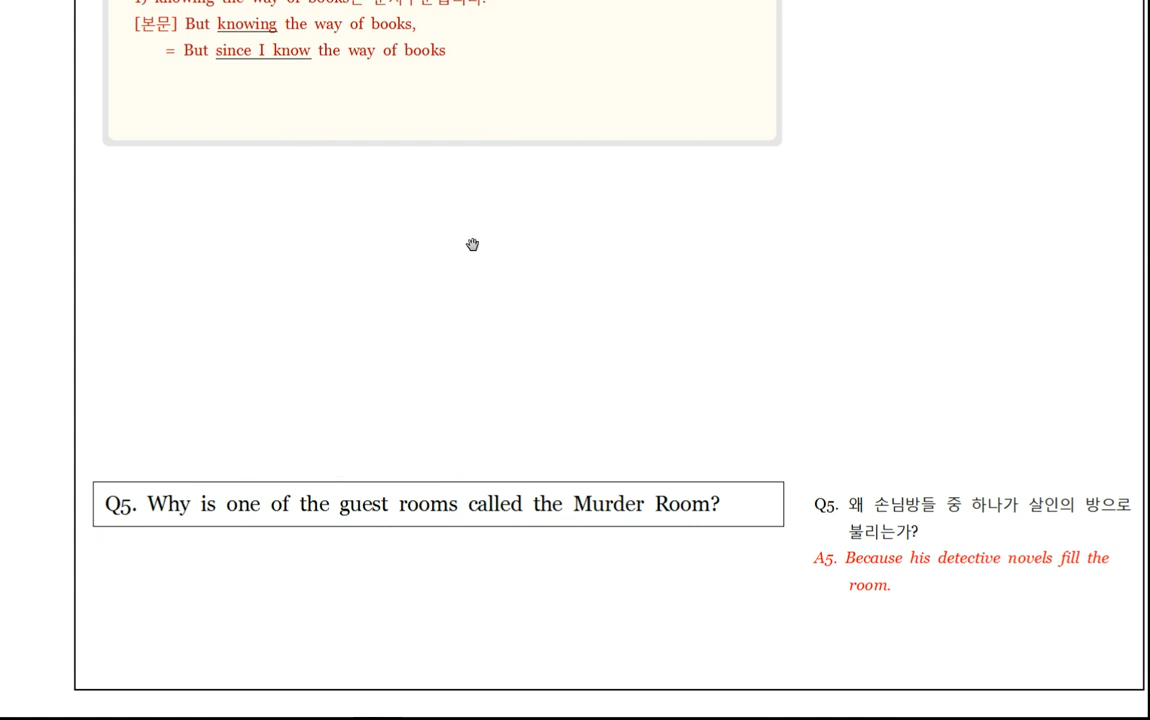 [본문] But knowing the way of books,
= But since I know the way of books
Q5. Why is one of the guest rooms called the Murder Room?
Q5. 왜 손님방들 중 하나가 살인의 방으로
불리는가?
A5. Because his detective novels fill the
room.